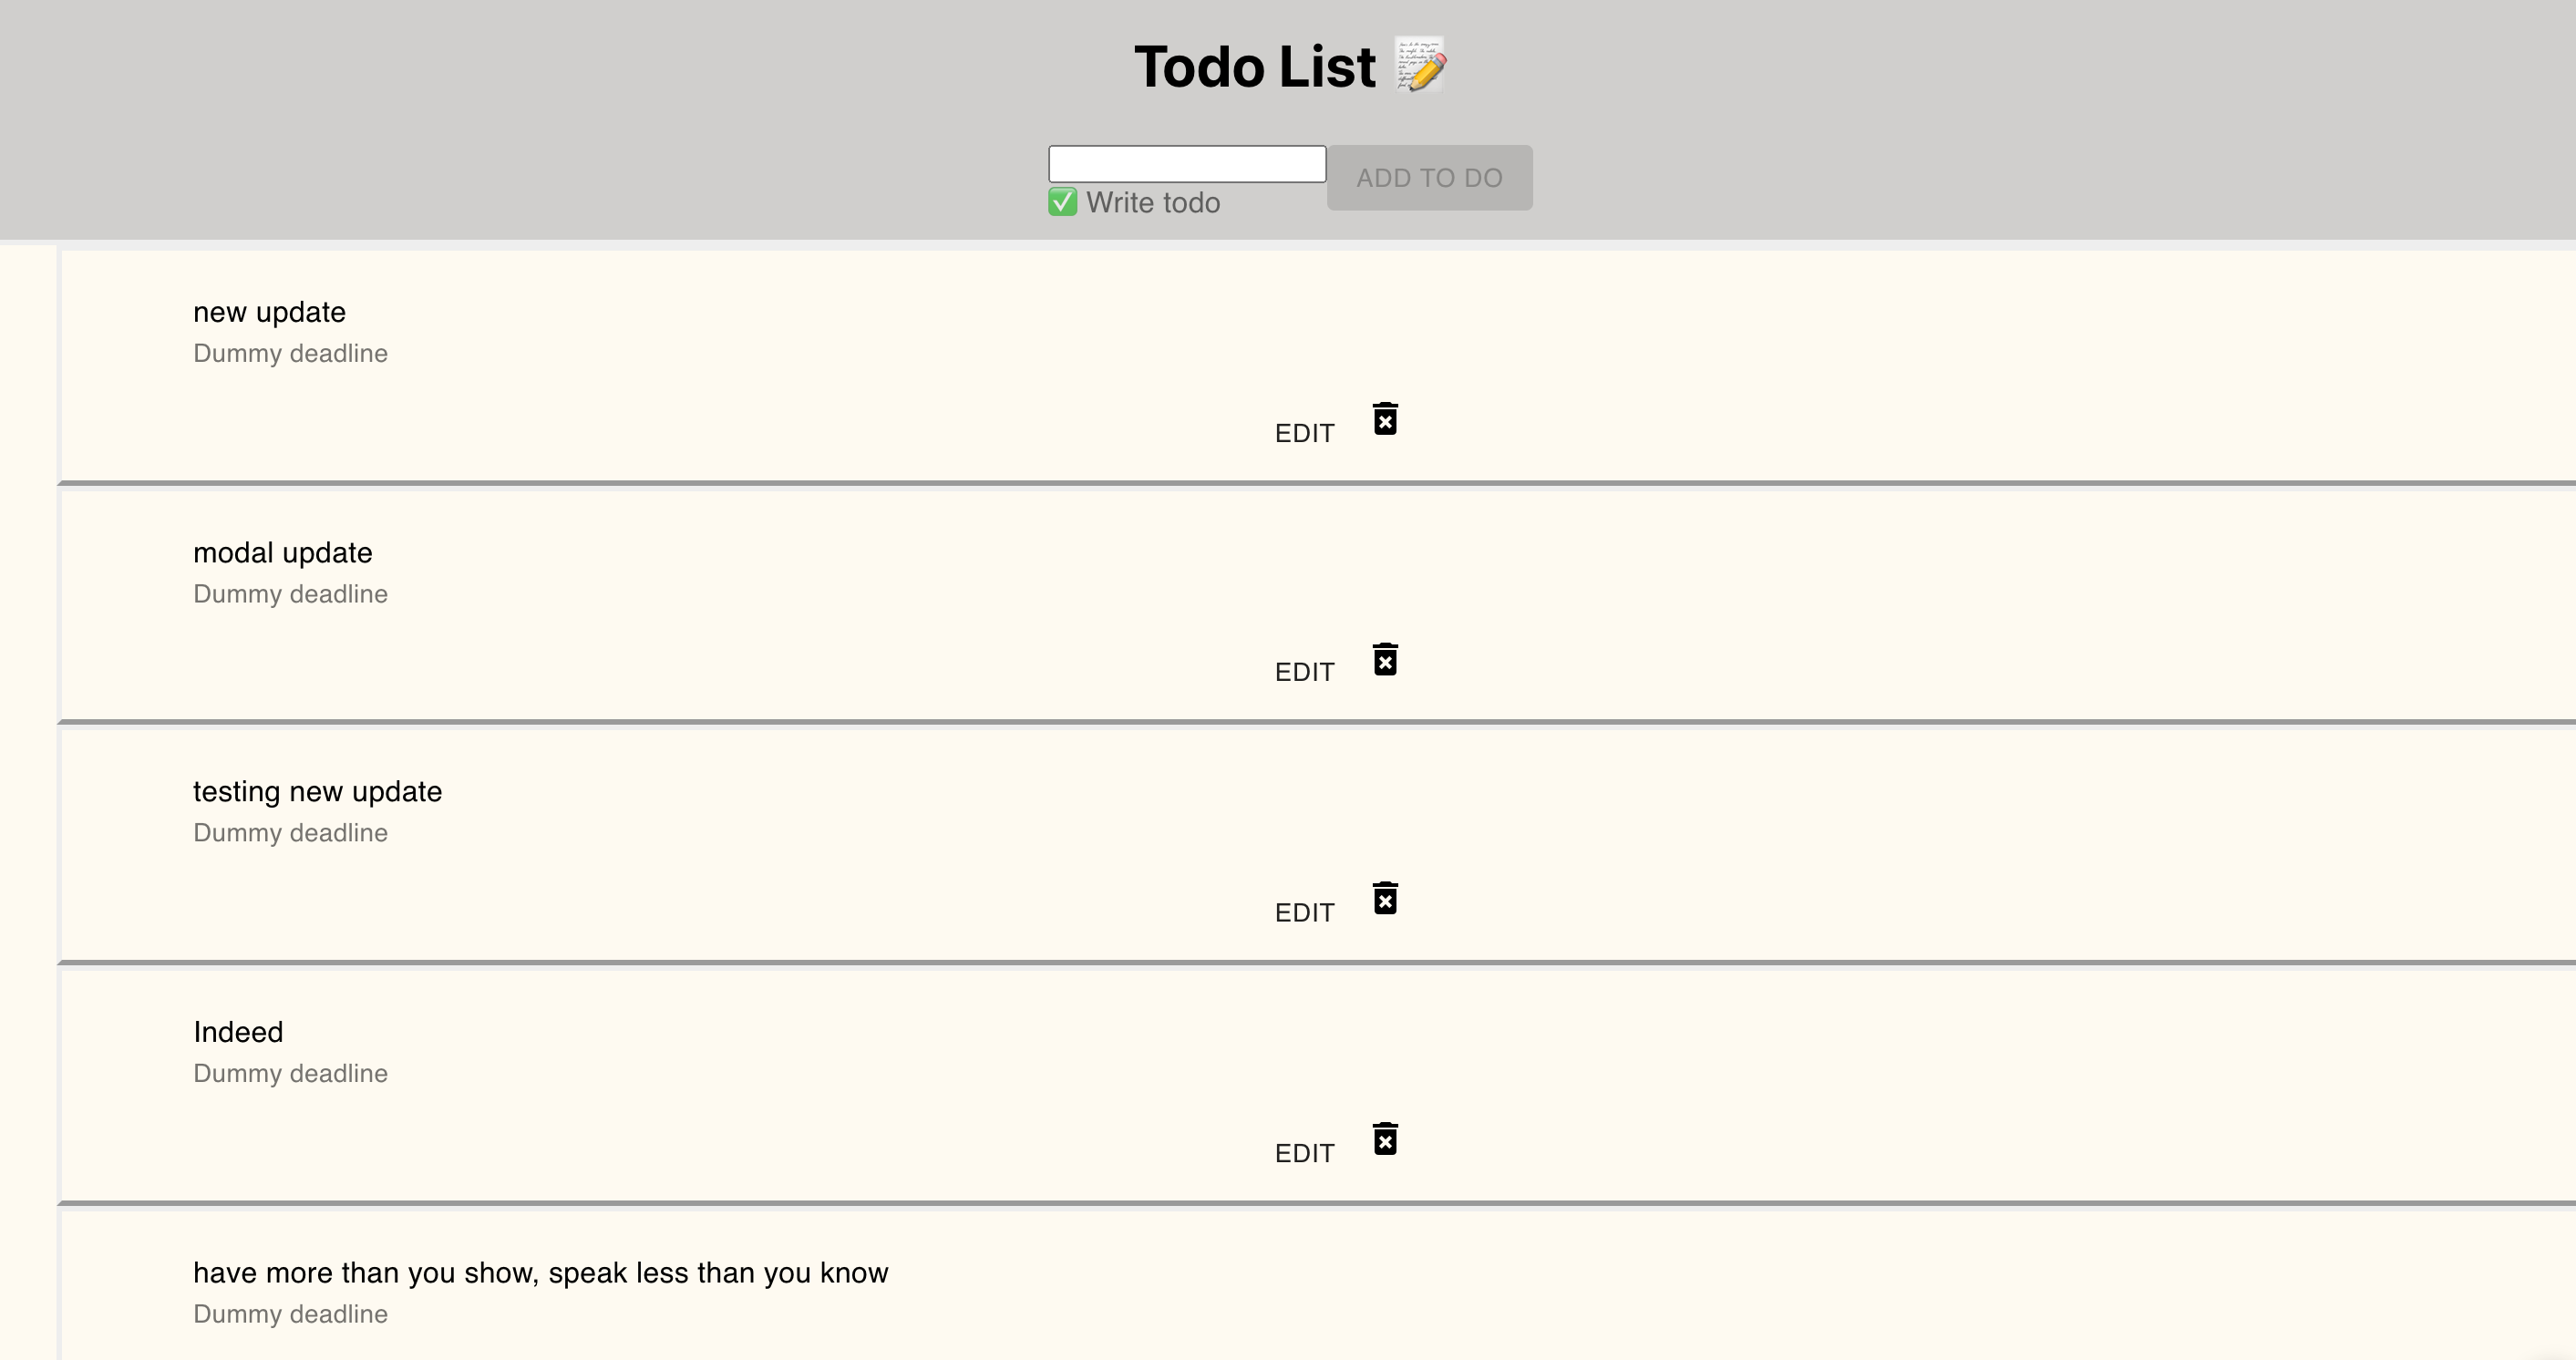 Todo List 📝
ADD TO DO
✅ Write todo
new update
Dummy deadline
EDIT
modal update
Dummy deadline
EDIT
testing new update
Dummy deadline
EDIT
Indeed
Dummy deadline
EDIT
have more than you show, speak less than you know
Dummy deadline